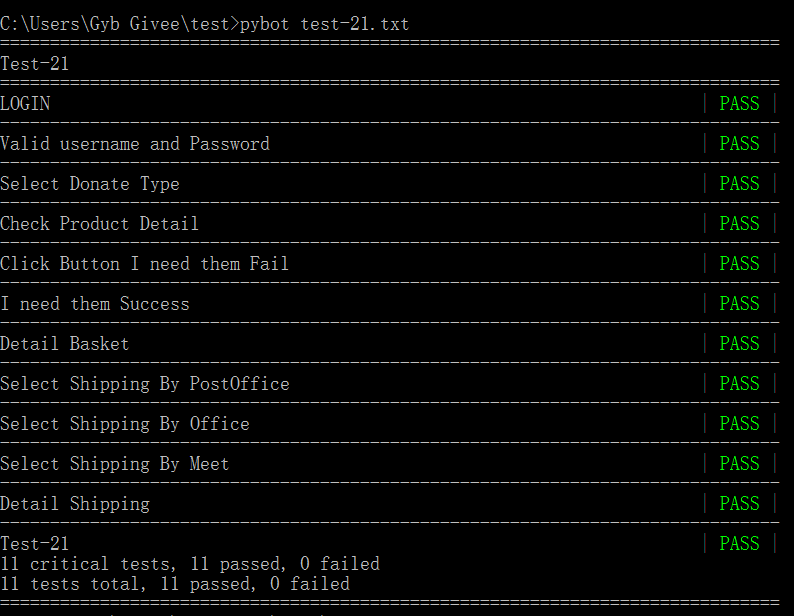 C:\Users\Gyb Givee\test>pybot test-21.txt
==============================================================================
Test-21
==============================================================================
LOGIN | PASS |
------------------------------------------------------------------------------
Valid username and Password | PASS |
------------------------------------------------------------------------------
Select Donate Type | PASS |
------------------------------------------------------------------------------
Check Product Detail | PASS |
------------------------------------------------------------------------------
Click Button I need them Fail | PASS |
------------------------------------------------------------------------------
I need them Success | PASS |
------------------------------------------------------------------------------
Detail Basket | PASS |
------------------------------------------------------------------------------
Select Shipping By PostOffice | PASS |
------------------------------------------------------------------------------
Select Shipping By Office | PASS |
------------------------------------------------------------------------------
Select Shipping By Meet | PASS |
------------------------------------------------------------------------------
Detail Shipping | PASS |
------------------------------------------------------------------------------
Test-21 | PASS |
11 critical tests, 11 passed, 0 failed
11 tests total, 11 passed, 0 failed
==============================================================================